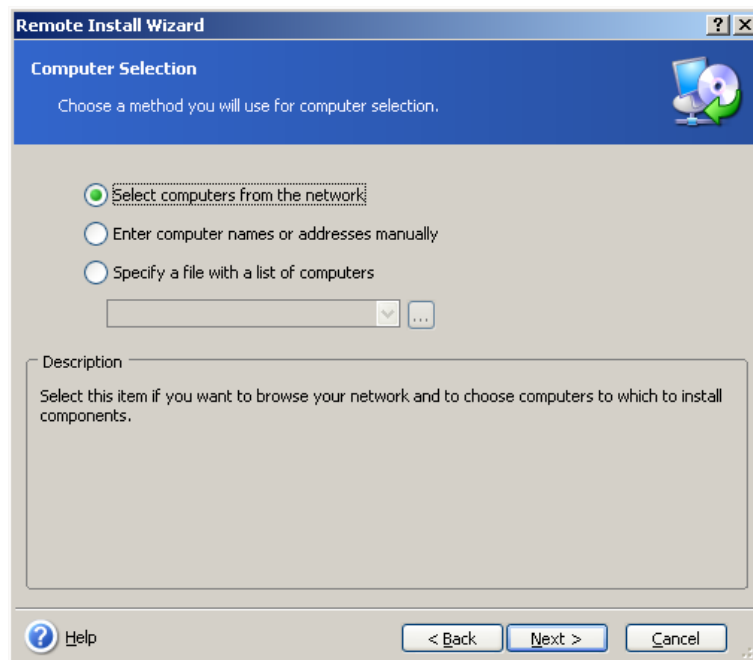 Remote Install Wizard
Computer Selection
Choose a method you will use for computer selection.
Select computers from the network
Enter computer names or addresses manually
Specify a file with a list of computers
...
Description
Select this item if you want to browse your network and to choose computers to which to install
components.
Help
< Back
Next >
Cancel